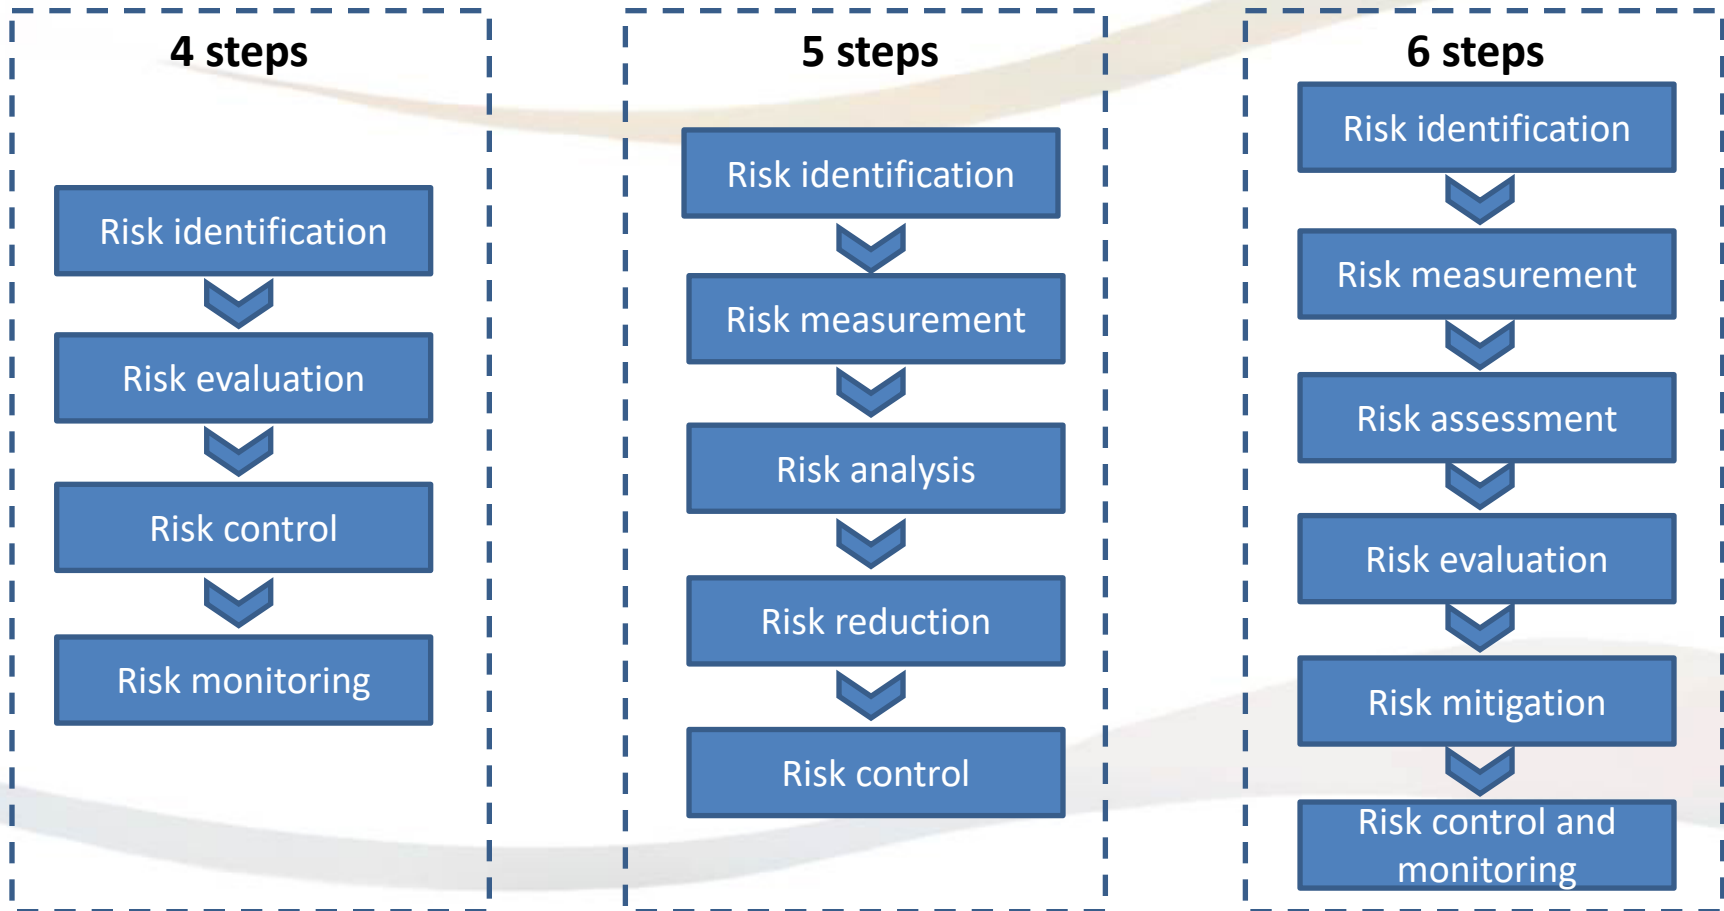 4 steps
Risk identification
Risk evaluation
Risk control
Risk monitoring
5 steps
Risk identification
Risk measurement
Risk analysis
Risk reduction
Risk control
6 steps
Risk identification
Risk measurement
Risk assessment
Risk evaluation
Risk mitigation
Risk control and
monitoring